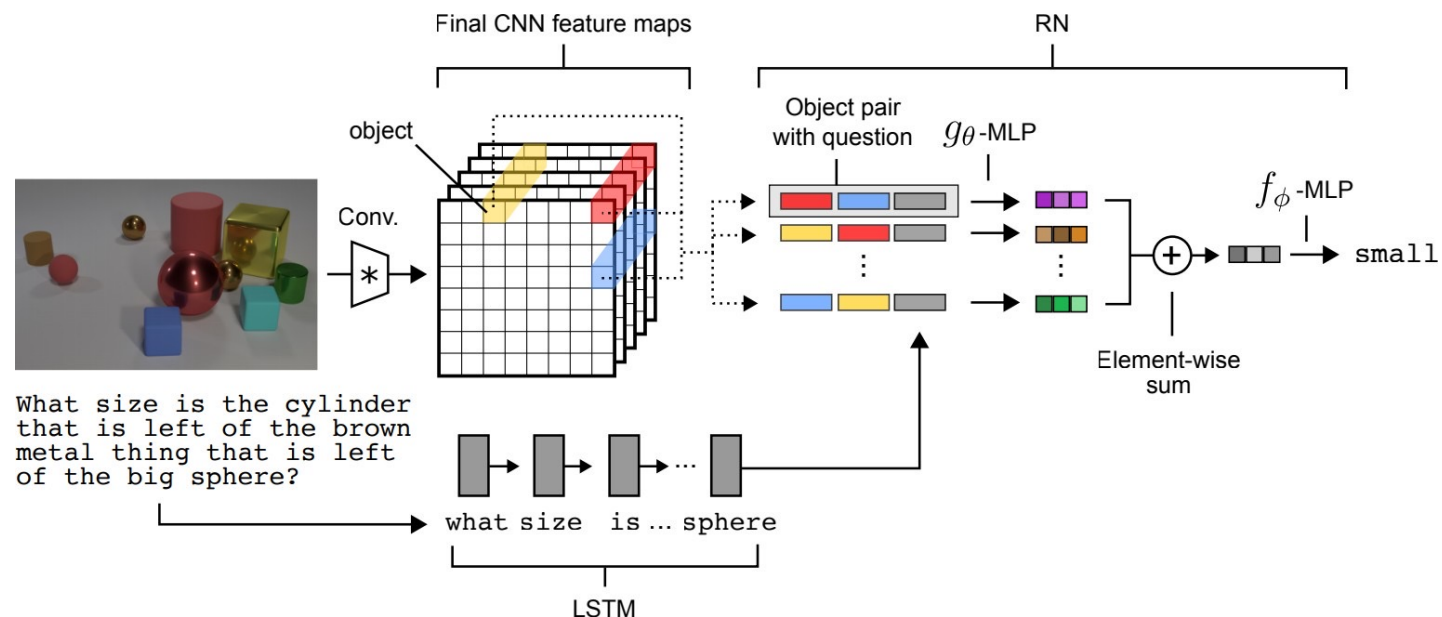 Final CNN feature maps
RN
object
Object pair
with question
gθ-MLP
fϕ-MLP
Conv.
*
small
+
Element-wise
sum
What size is the cylinder
that is left of the brown
metal thing that is left
of the big sphere?
...
what size is ... sphere
LSTM